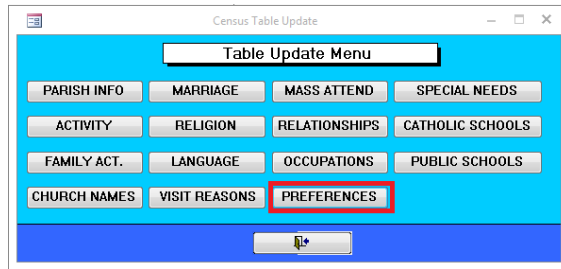 Census Table Update
Table Update Menu
PARISH INFO MARRIAGE MASS ATTEND SPECIAL NEEDS
ACTIVITY RELIGION RELATIONSHIPS CATHOLIC SCHOOLS
FAMILY ACT. LANGUAGE OCCUPATIONS PUBLIC SCHOOLS
CHURCH NAMES VISIT REASONS PREFERENCES